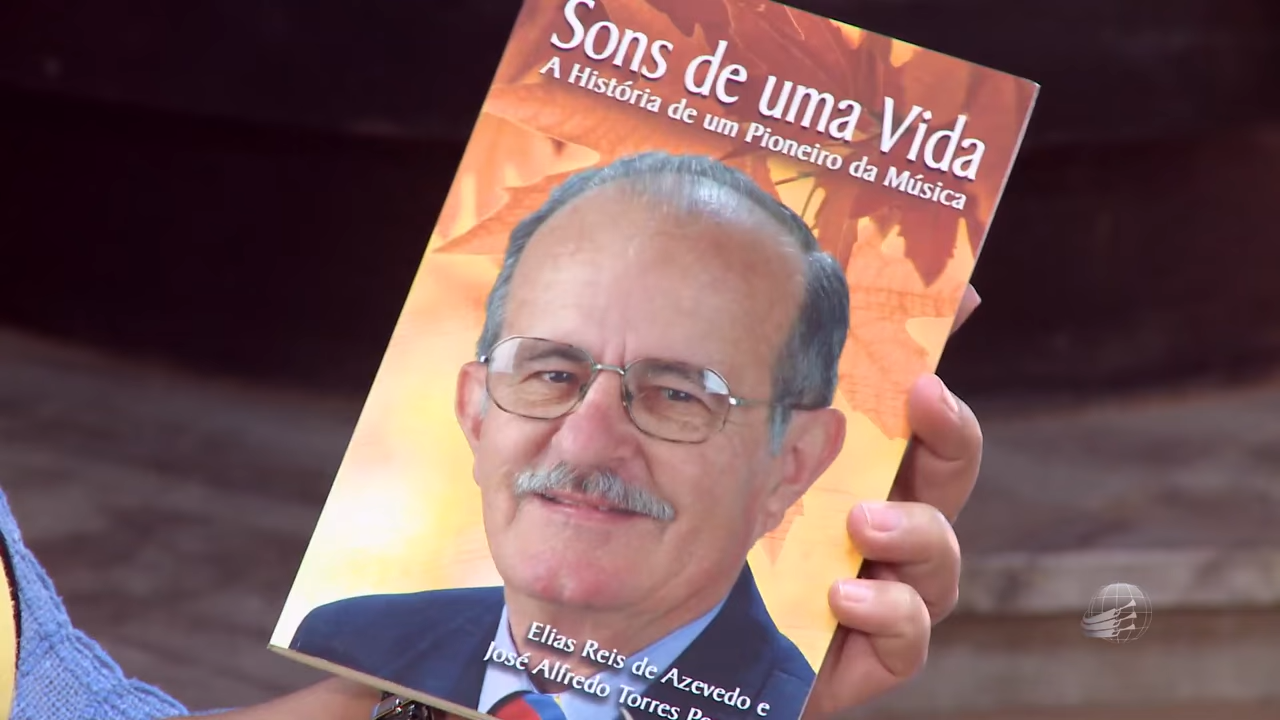 Sons de uma Vida
A História de um Pioneiro da Música
Elias Reis de Azevedo e
José Alfredo Torres